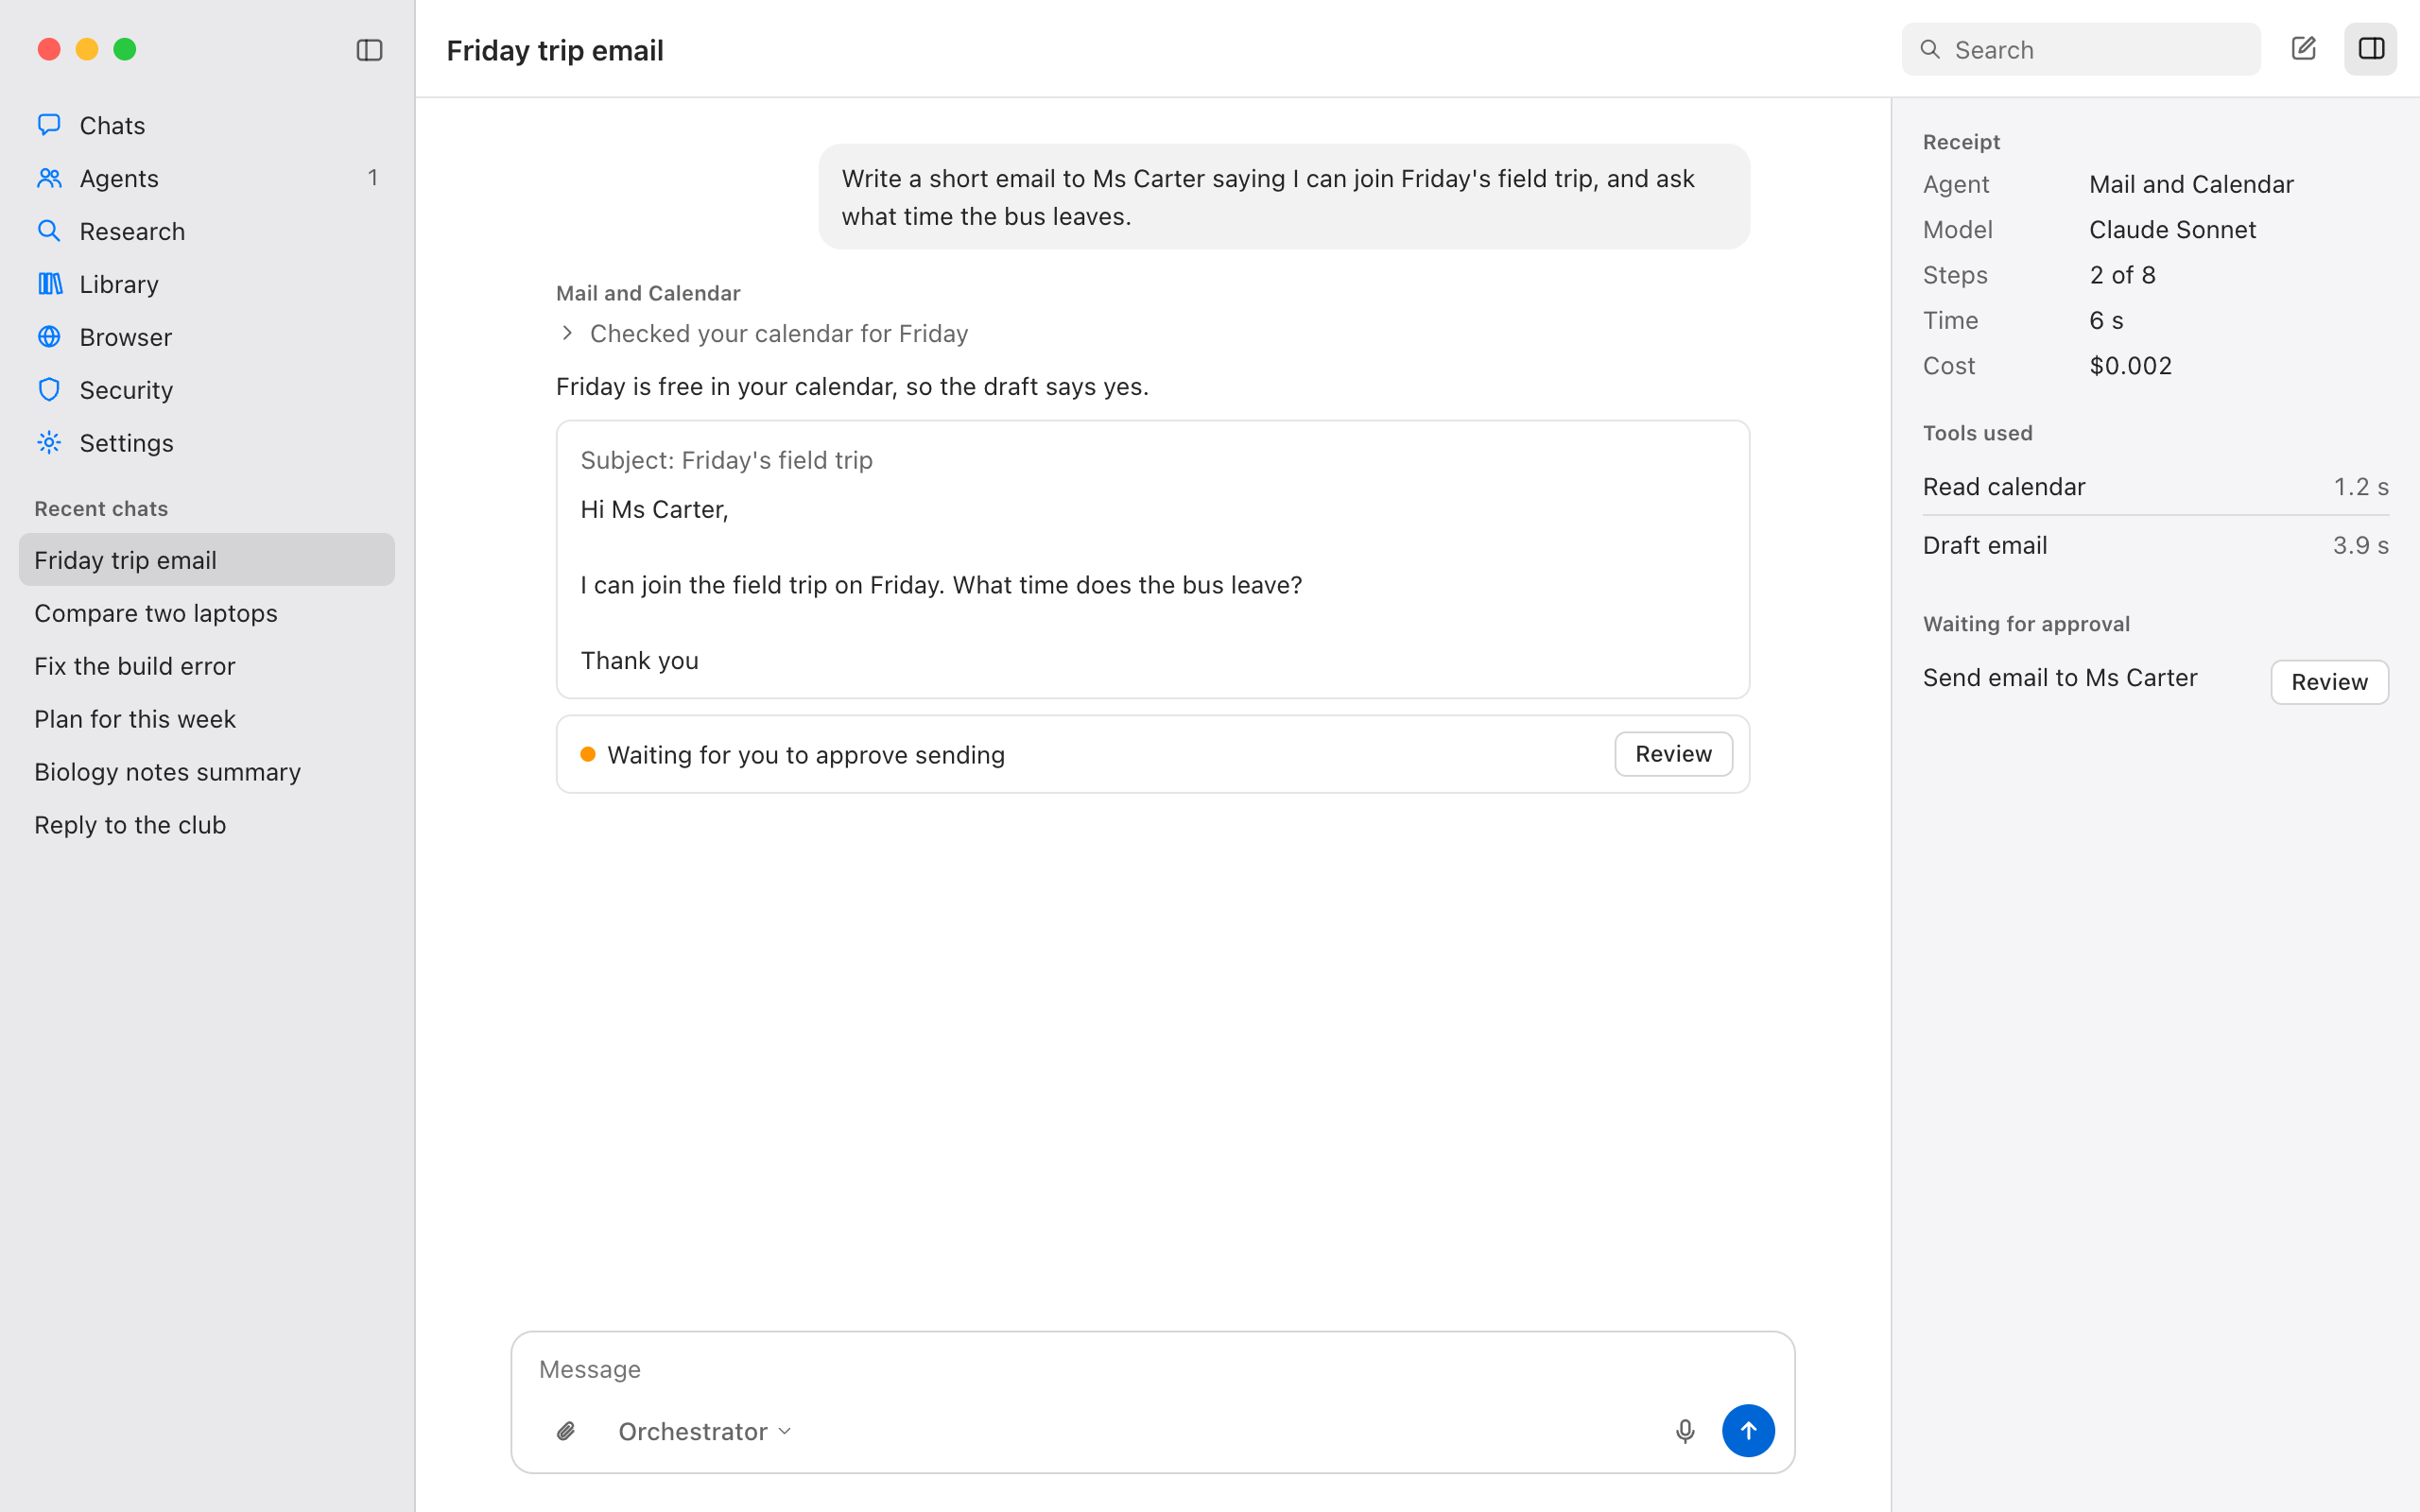 Friday trip email
Search
Chats
Agents 1
Research
Library
Browser
Security
Settings
Recent chats
Friday trip email
Compare two laptops
Fix the build error
Plan for this week
Biology notes summary
Reply to the club
Write a short email to Ms Carter saying I can join Friday's field trip, and ask
what time the bus leaves.
Mail and Calendar
Checked your calendar for Friday
Friday is free in your calendar, so the draft says yes.
Subject: Friday's field trip
Hi Ms Carter,
I can join the field trip on Friday. What time does the bus leave?
Thank you
Waiting for you to approve sending Review
Message
Orchestrator
Receipt
Agent Mail and Calendar
Model Claude Sonnet
Steps 2 of 8
Time 6 s
Cost $0.002
Tools used
Read calendar 1.2 s
Draft email 3.9 s
Waiting for approval
Send email to Ms Carter Review